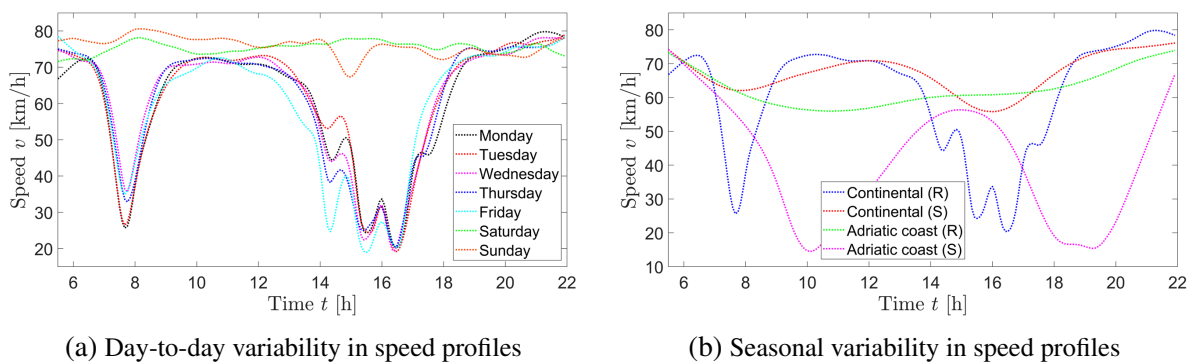 80
70
60
50
40
30
20
Speed v [km/h]
6 8 10 12 14 16 18 20 22
Time t [h]
Monday
Tuesday
Wednesday
Thursday
Friday
Saturday
Sunday
(a) Day-to-day variability in speed profiles
80
70
60
50
40
30
20
10
Speed v [km/h]
6 8 10 12 14 16 18 20 22
Time t [h]
Continental (R)
Continental (S)
Adriatic coast (R)
Adriatic coast (S)
(b) Seasonal variability in speed profiles